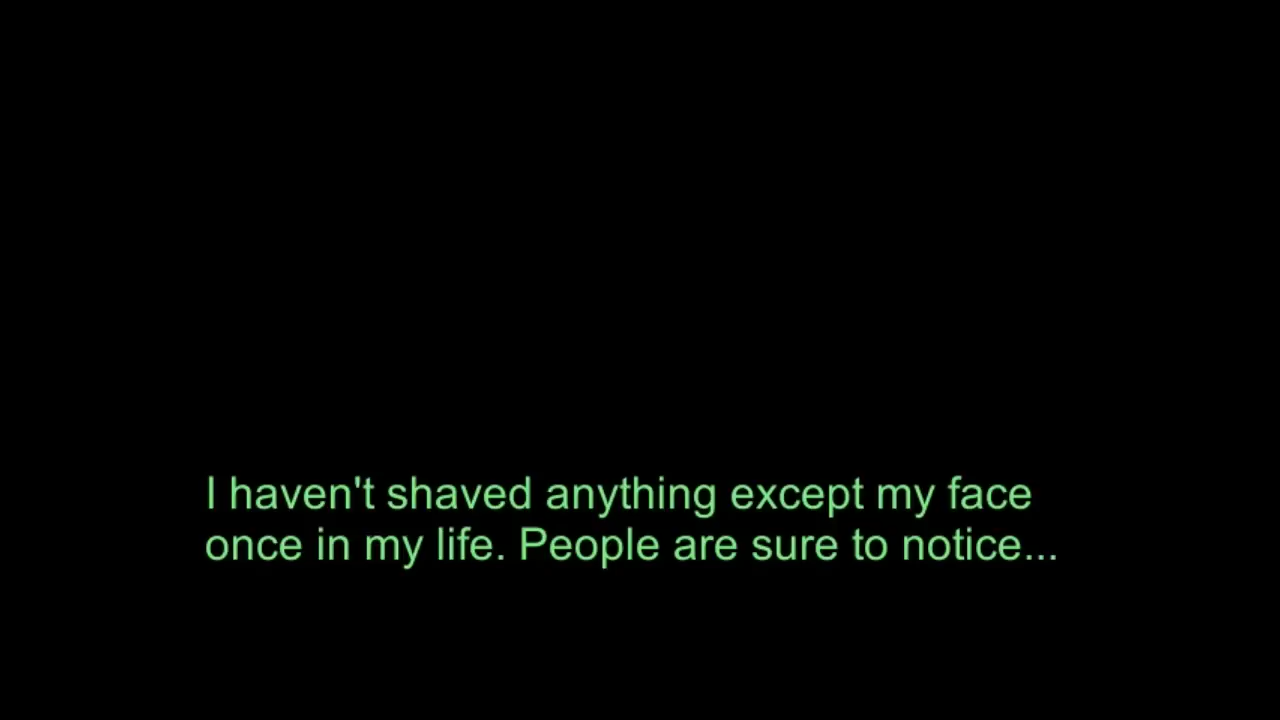 I haven't shaved anything except my face
once in my life. People are sure to notice...